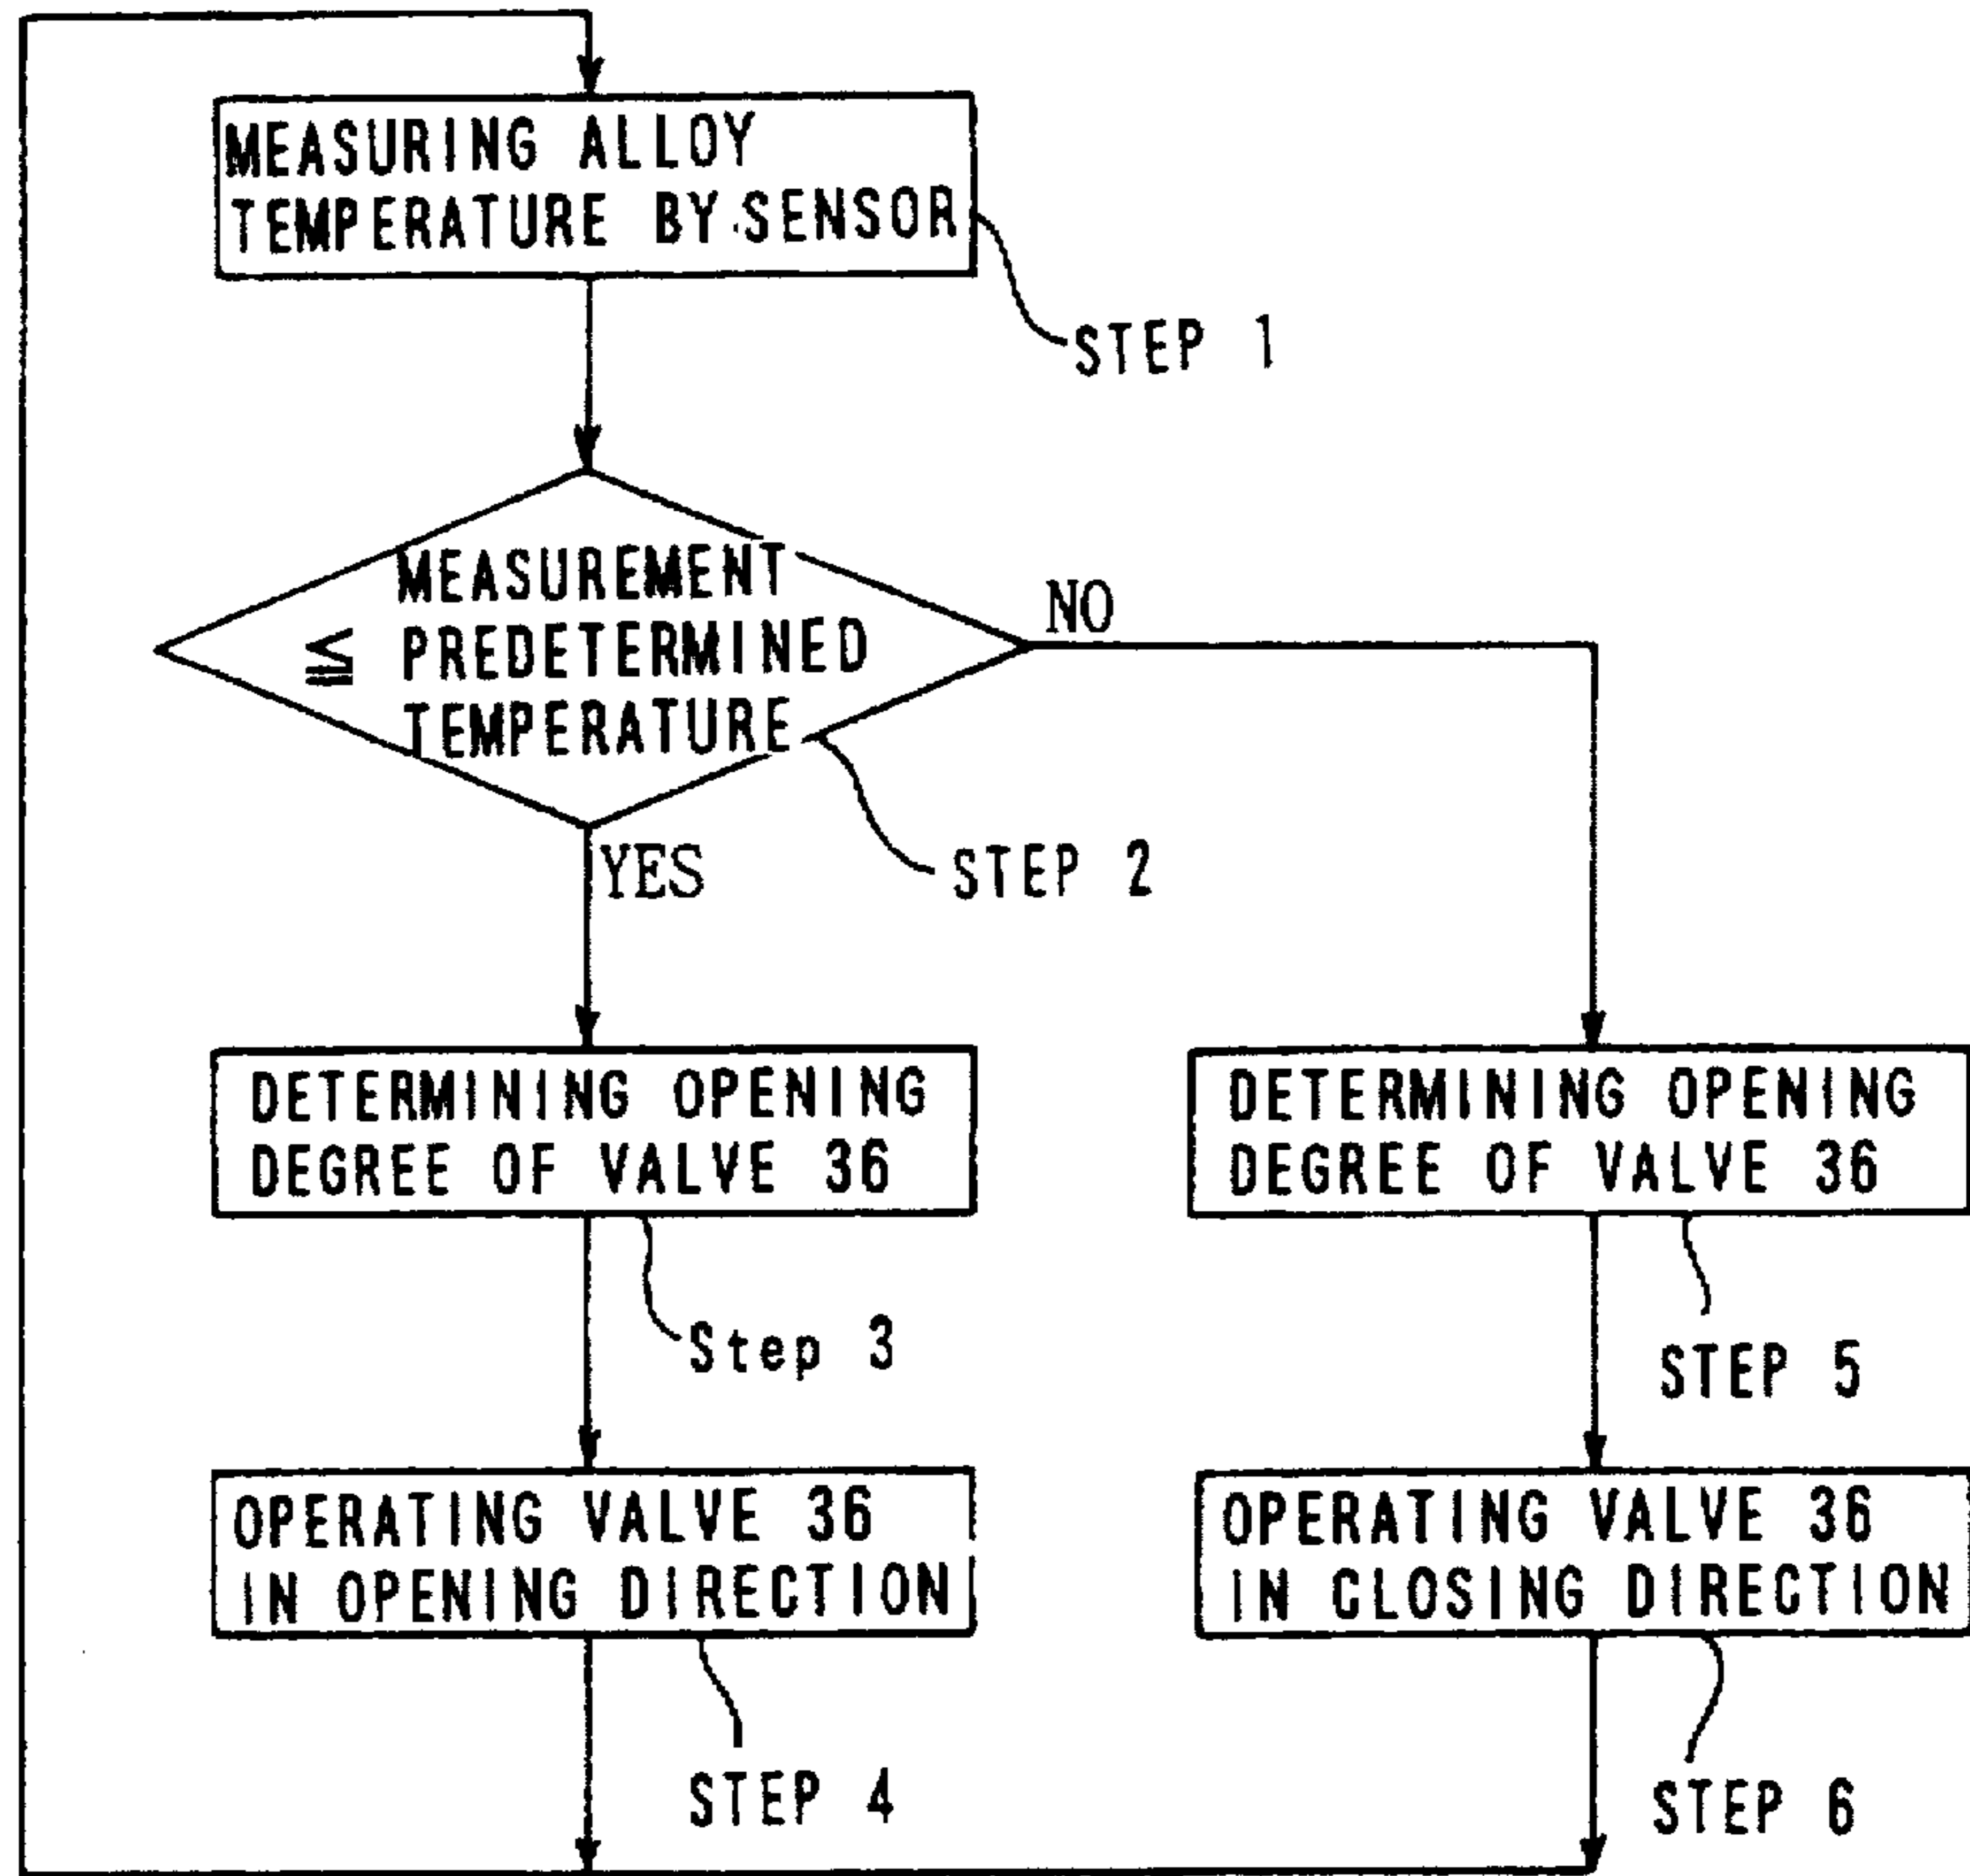 MEASURING ALLOY
TEMPERATURE BY SENSOR
STEP 1
MEASUREMENT
≦ PREDETERMINED
TEMPERATURE
NO
YES
STEP 2
DETERMINING OPENING
DEGREE OF VALVE 36
Step 3
DETERMINING OPENING
DEGREE OF VALVE 36
STEP 5
OPERATING VALVE 36
IN OPENING DIRECTION
STEP 4
OPERATING VALVE 36
IN CLOSING DIRECTION
STEP 6